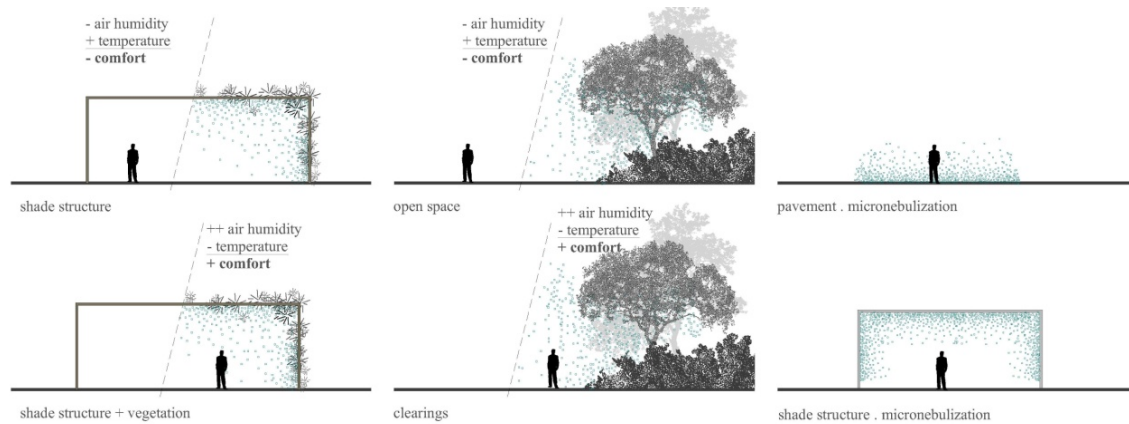 - air humidity
+ temperature
- comfort
shade structure
- air humidity
+ temperature
- comfort
open space
pavement . micronebulization
++ air humidity
- temperature
+ comfort
shade structure + vegetation
++ air humidity
- temperature
+ comfort
clearings
shade structure . micronebulization